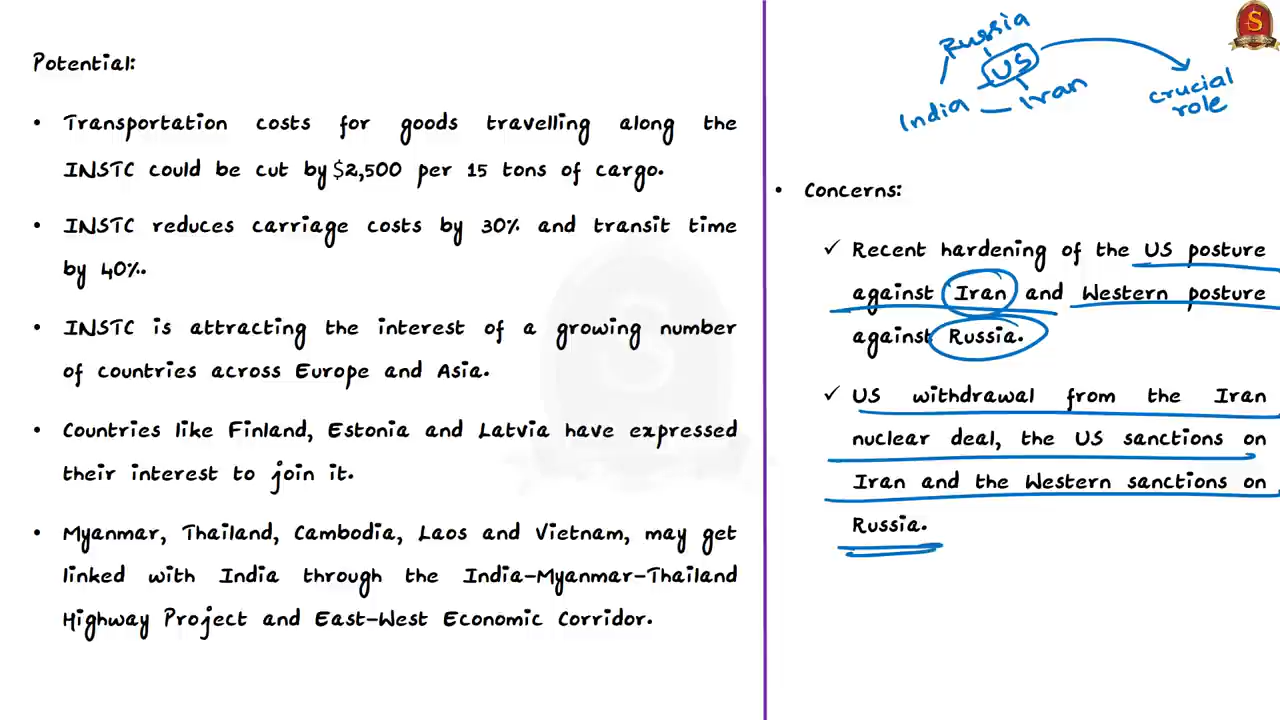 Potential:
• Transportation costs for goods travelling along the
INSTC could be cut by $2,500 per 15 tons of cargo.
• INSTC reduces carriage costs by 30% and transit time
by 40%.
• INSTC is attracting the interest of a growing number
of countries across Europe and Asia.
• Countries like Finland, Estonia and Latvia have expressed
their interest to join it.
• Myanmar, Thailand, Cambodia, Laos and Vietnam, may get
linked with India through the India-Myanmar-Thailand
Highway Project and East-West Economic Corridor.
Russia
US
India — Iran
crucial
role
S
• Concerns:
✓ Recent hardening of the US posture
against Iran and Western posture
against Russia.
✓ US withdrawal from the Iran
nuclear deal, the US sanctions on
Iran and the Western sanctions on
Russia.